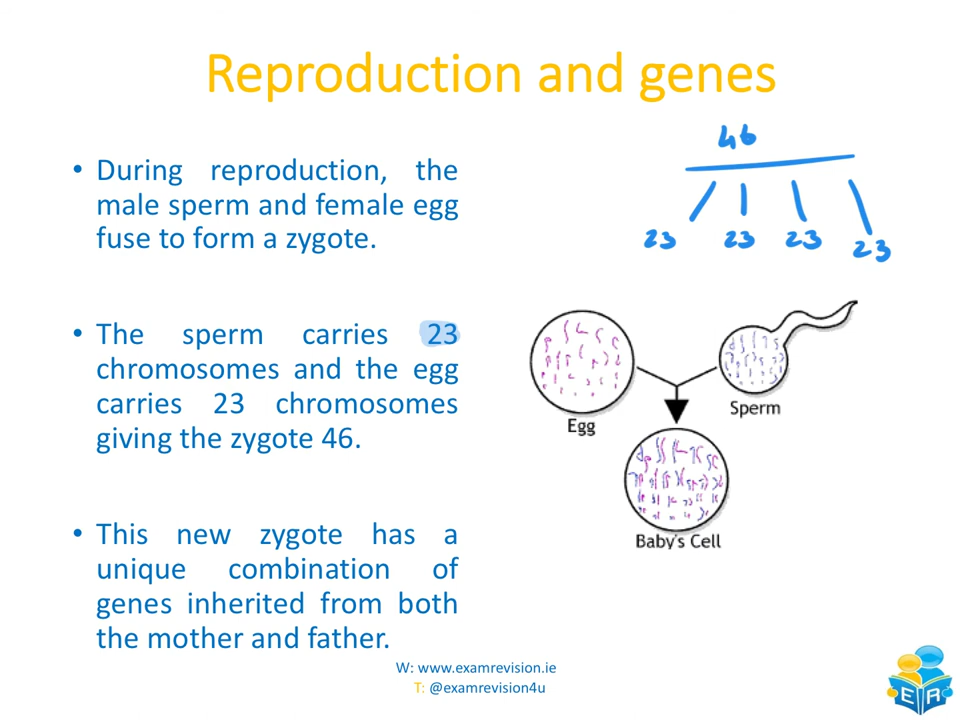 Reproduction and genes
• During reproduction, the
male sperm and female egg
fuse to form a zygote.
• The sperm carries 23
chromosomes and the egg
carries 23 chromosomes
giving the zygote 46.
• This new zygote has a
unique combination of
genes inherited from both
the mother and father.
46
23 23 23 23
Egg
Sperm
Baby's Cell
W: www.examrevision.ie
T: @examrevision4u
E R